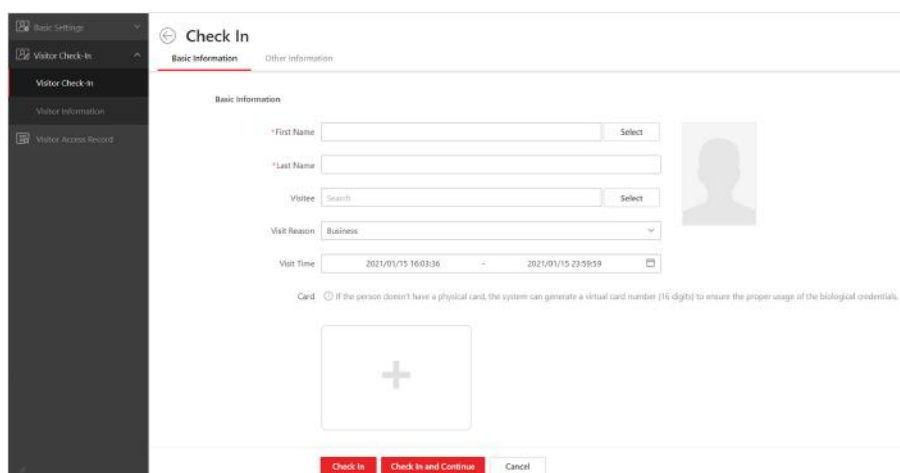 Basic Settings
Visitor Check-In
Visitor Check-In
Visitor Information
Visitor Access Record
Check In
Basic Information
Other Information
Basic Information
*First Name
Select
*Last Name
Visitee
Search
Select
Visit Reason
Business
Visit Time
2021/01/15 16:03:36 - 2021/01/15 23:59:59
Card
If the person doesn't have a physical card, the system can generate a virtual card number (16 digits) to ensure the proper usage of the biological credentials.
Check In
Check In and Continue
Cancel